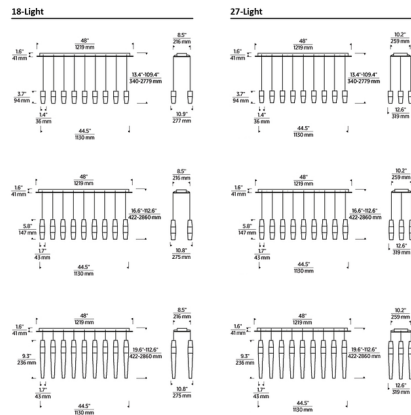 18-Light
27-Light
48"
1219 mm
8.5"
216 mm
1.6"
41 mm
13.4"-109.4"
340-2779 mm
3.7"
94 mm
1.4"
36 mm
10.9"
277 mm
44.5"
1130 mm
48"
1219 mm
10.2"
259 mm
1.6"
41 mm
13.4"-109.4"
340-2779 mm
3.7"
94 mm
1.4"
36 mm
12.6"
319 mm
44.5"
1130 mm
48"
1219 mm
8.5"
216 mm
1.6"
41 mm
16.6"-112.6"
422-2860 mm
5.8"
147 mm
1.7"
43 mm
10.8"
275 mm
44.5"
1130 mm
48"
1219 mm
10.2"
259 mm
1.6"
41 mm
16.6"-112.6"
422-2860 mm
5.8"
147 mm
1.7"
43 mm
12.6"
319 mm
44.5"
1130 mm
48"
1219 mm
8.5"
216 mm
1.6"
41 mm
19.6"-112.6"
422-2860 mm
9.3"
236 mm
1.7"
43 mm
10.8"
275 mm
44.5"
1130 mm
48"
1219 mm
10.2"
259 mm
1.6"
41 mm
19.6"-112.6"
422-2860 mm
9.3"
236 mm
1.7"
43 mm
12.6"
319 mm
44.5"
1130 mm